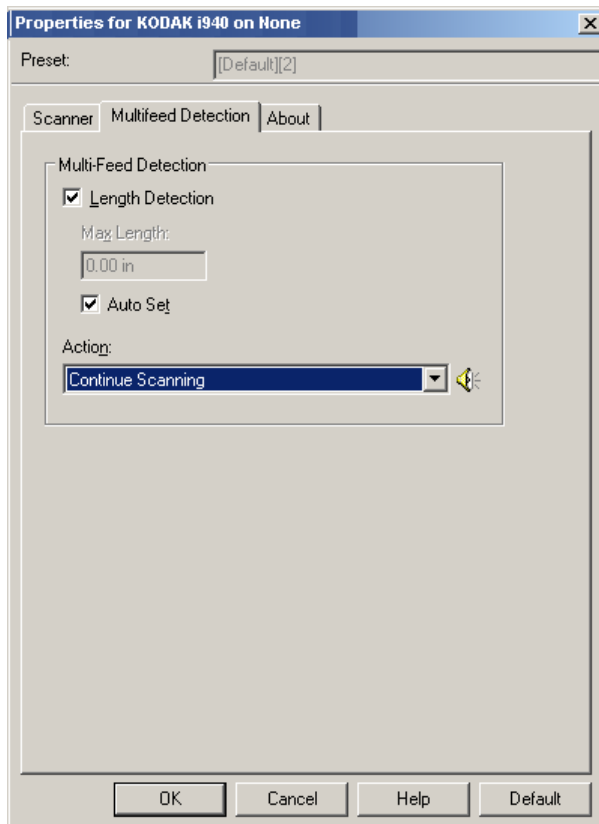 Properties for KODAK i940 on None
Preset: [Default][2]
Scanner Multifeed Detection About
Multi-Feed Detection
Length Detection
Max Length:
0.00 in
Auto Set
Action:
Continue Scanning
OK Cancel Help Default